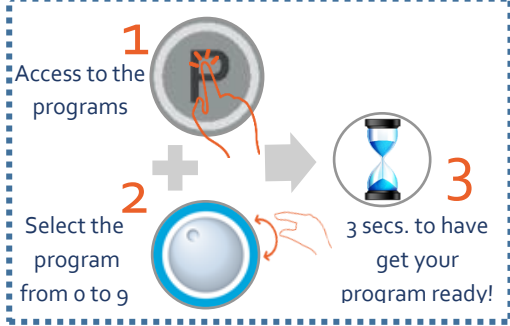 1
P
Access to the
programs
2
Select the
program
from 0 to 9
3
3 secs. to have
get your
program ready!